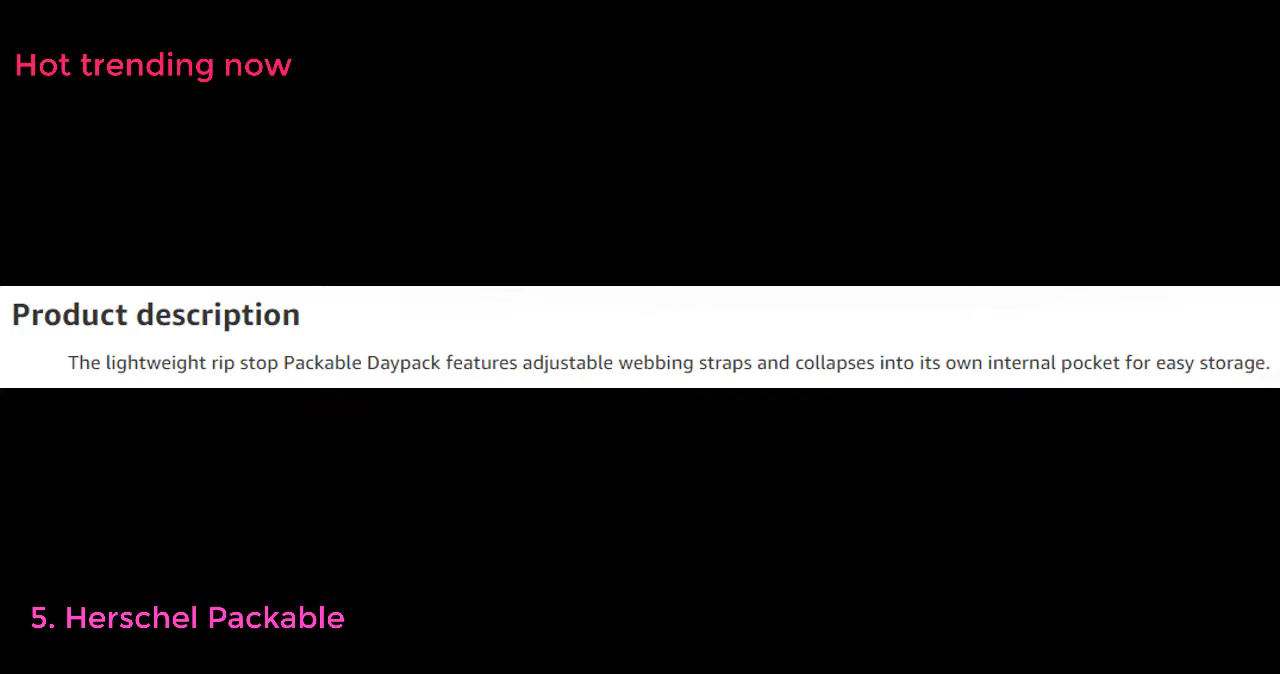 Hot trending now
Product description
The lightweight rip stop Packable Daypack features adjustable webbing straps and collapses into its own internal pocket for easy storage.
5. Herschel Packable